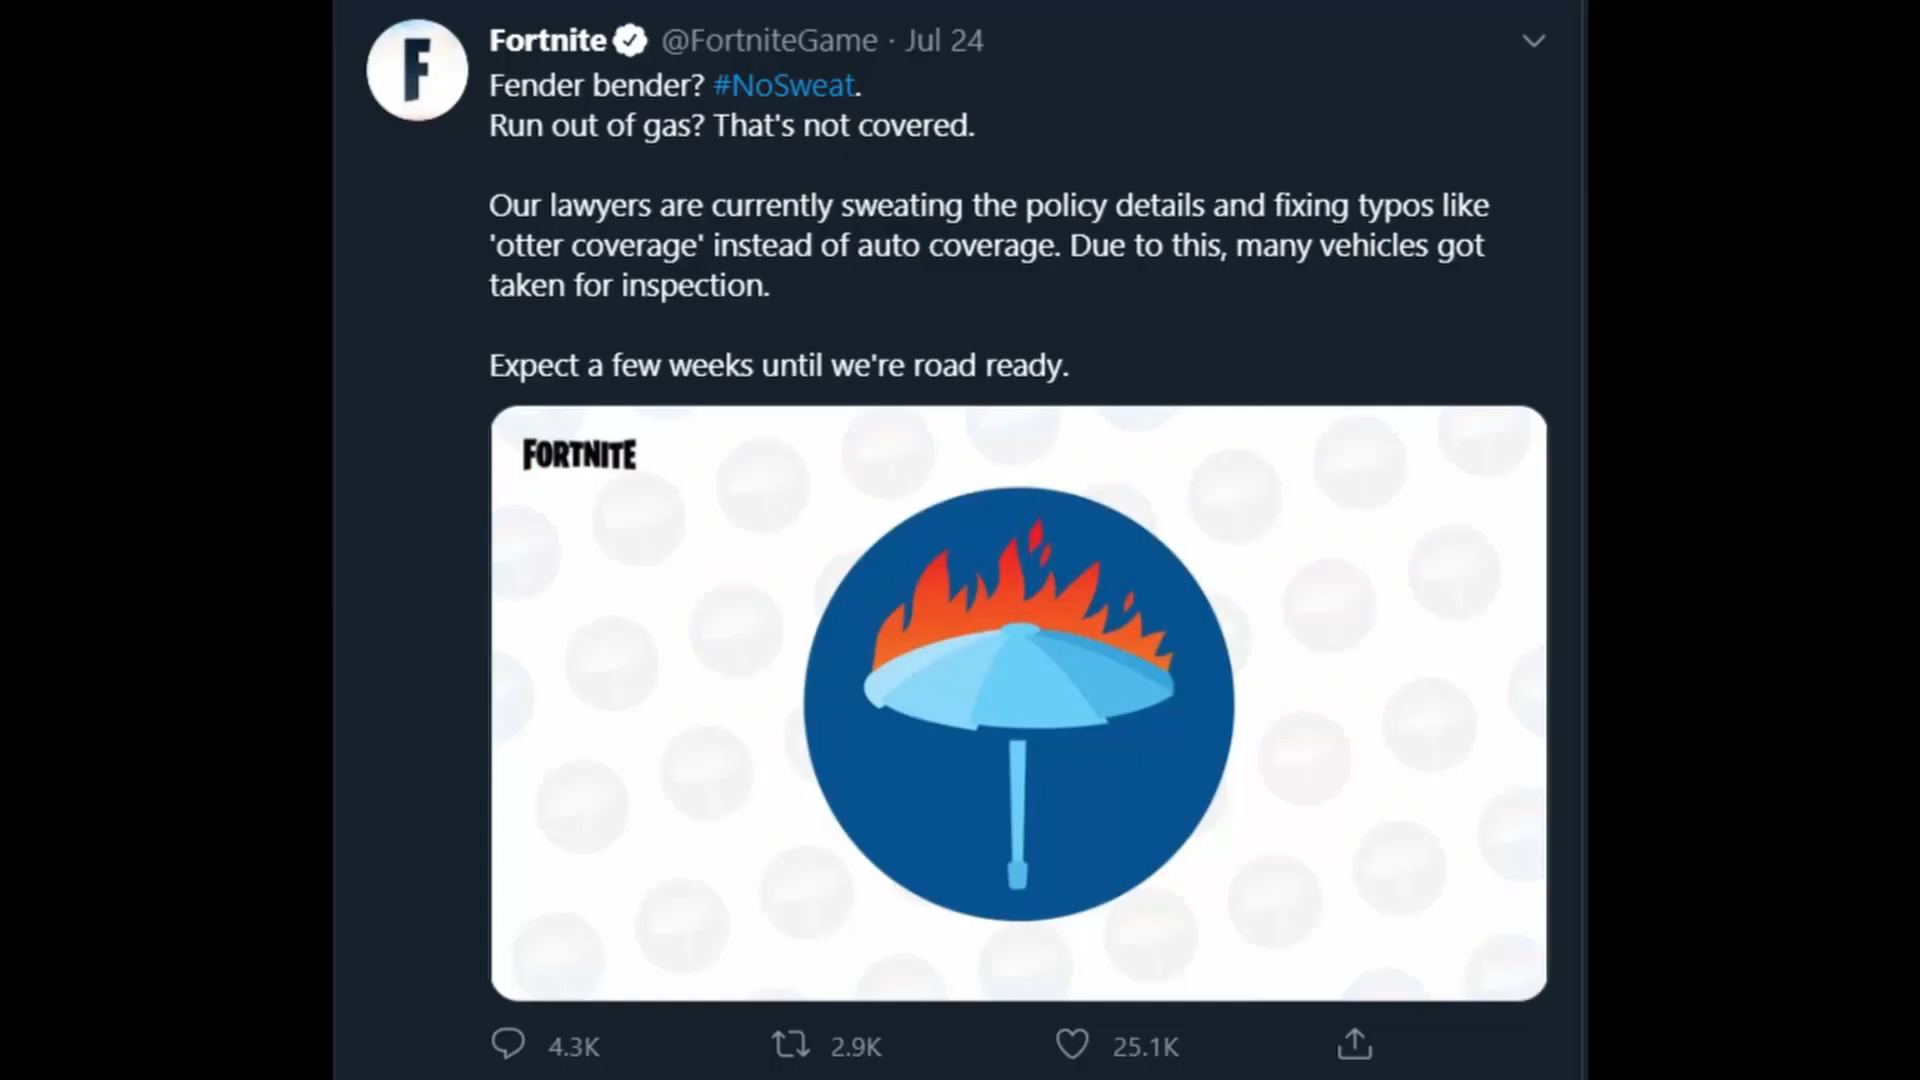 Fortnite @FortniteGame · Jul 24
Fender bender? #NoSweat.
Run out of gas? That's not covered.
Our lawyers are currently sweating the policy details and fixing typos like
'otter coverage' instead of auto coverage. Due to this, many vehicles got
taken for inspection.
Expect a few weeks until we're road ready.
FORTNITE
4.3K 2.9K 25.1K